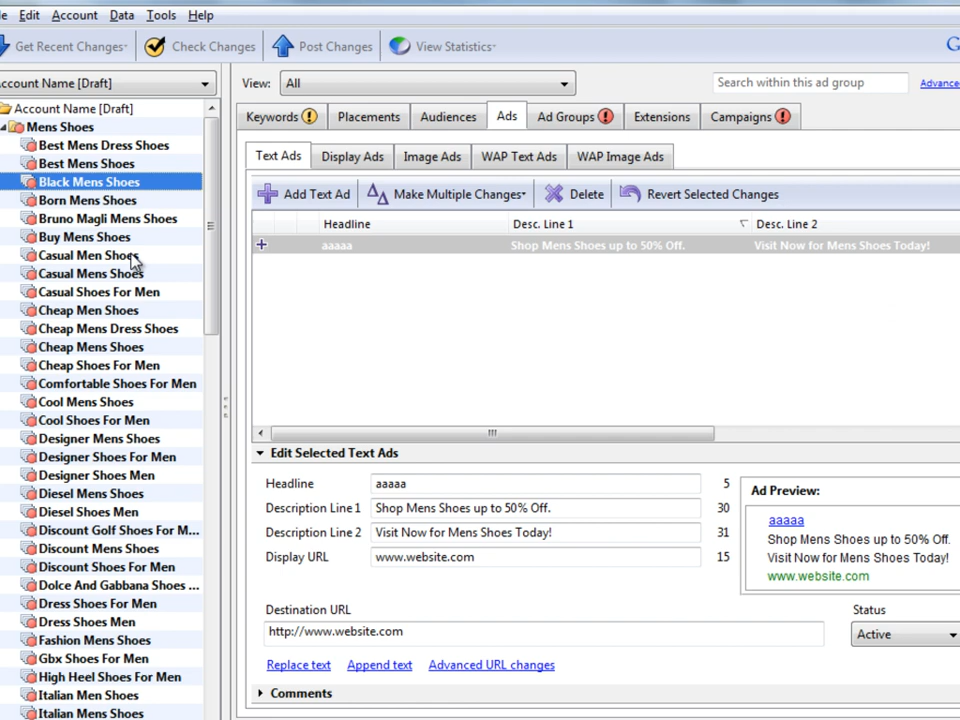 le Edit Account Data Tools Help
Get Recent Changes Check Changes Post Changes View Statistics G
ccount Name [Draft] View: All Search within this ad group Advance
Account Name [Draft]
Mens Shoes
Best Mens Dress Shoes
Best Mens Shoes
Black Mens Shoes
Born Mens Shoes
Bruno Magli Mens Shoes
Buy Mens Shoes
Casual Men Shoes
Casual Mens Shoes
Casual Shoes For Men
Cheap Men Shoes
Cheap Mens Dress Shoes
Cheap Mens Shoes
Cheap Shoes For Men
Comfortable Shoes For Men
Cool Mens Shoes
Cool Shoes For Men
Designer Mens Shoes
Designer Shoes For Men
Designer Shoes Men
Diesel Mens Shoes
Diesel Shoes Men
Discount Golf Shoes For M...
Discount Mens Shoes
Discount Shoes For Men
Dolce And Gabbana Shoes ...
Dress Shoes For Men
Dress Shoes Men
Fashion Mens Shoes
Gbx Shoes For Men
High Heel Shoes For Men
Italian Men Shoes
Italian Mens Shoes
Keywords Placements Audiences Ads Ad Groups Extensions Campaigns
Text Ads Display Ads Image Ads WAP Text Ads WAP Image Ads
Add Text Ad Make Multiple Changes Delete Revert Selected Changes
Headline Desc. Line 1 Desc. Line 2
aaaaa Shop Mens Shoes up to 50% Off. Visit Now for Mens Shoes Today!
Edit Selected Text Ads
Headline aaaaa 5
Description Line 1 Shop Mens Shoes up to 50% Off. 30
Description Line 2 Visit Now for Mens Shoes Today! 31
Display URL www.website.com 15
Ad Preview:
aaaaa
Shop Mens Shoes up to 50% Off.
Visit Now for Mens Shoes Today!
www.website.com
Destination URL Status
http://www.website.com Active
Replace text Append text Advanced URL changes
Comments